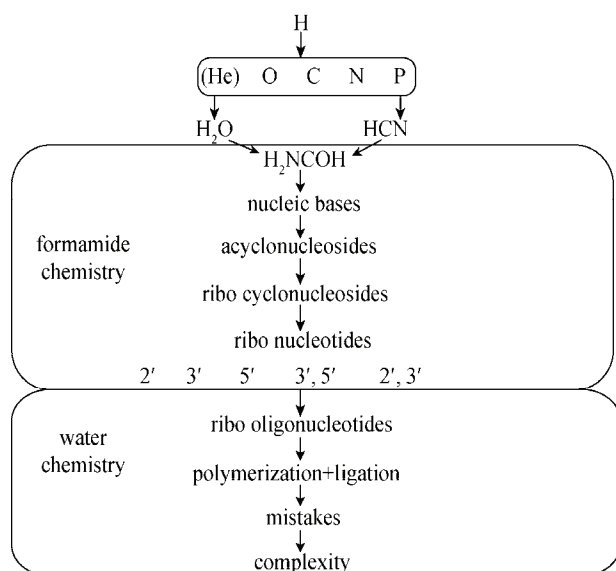 H
(He) O C N P
H₂O HCN
H₂NCOH
nucleic bases
formamide
chemistry
acyclonucleosides
ribo cyclonucleosides
ribo nucleotides
2′ 3′ 5′ 3′, 5′ 2′, 3′
water
chemistry
ribo oligonucleotides
polymerization+ligation
mistakes
complexity